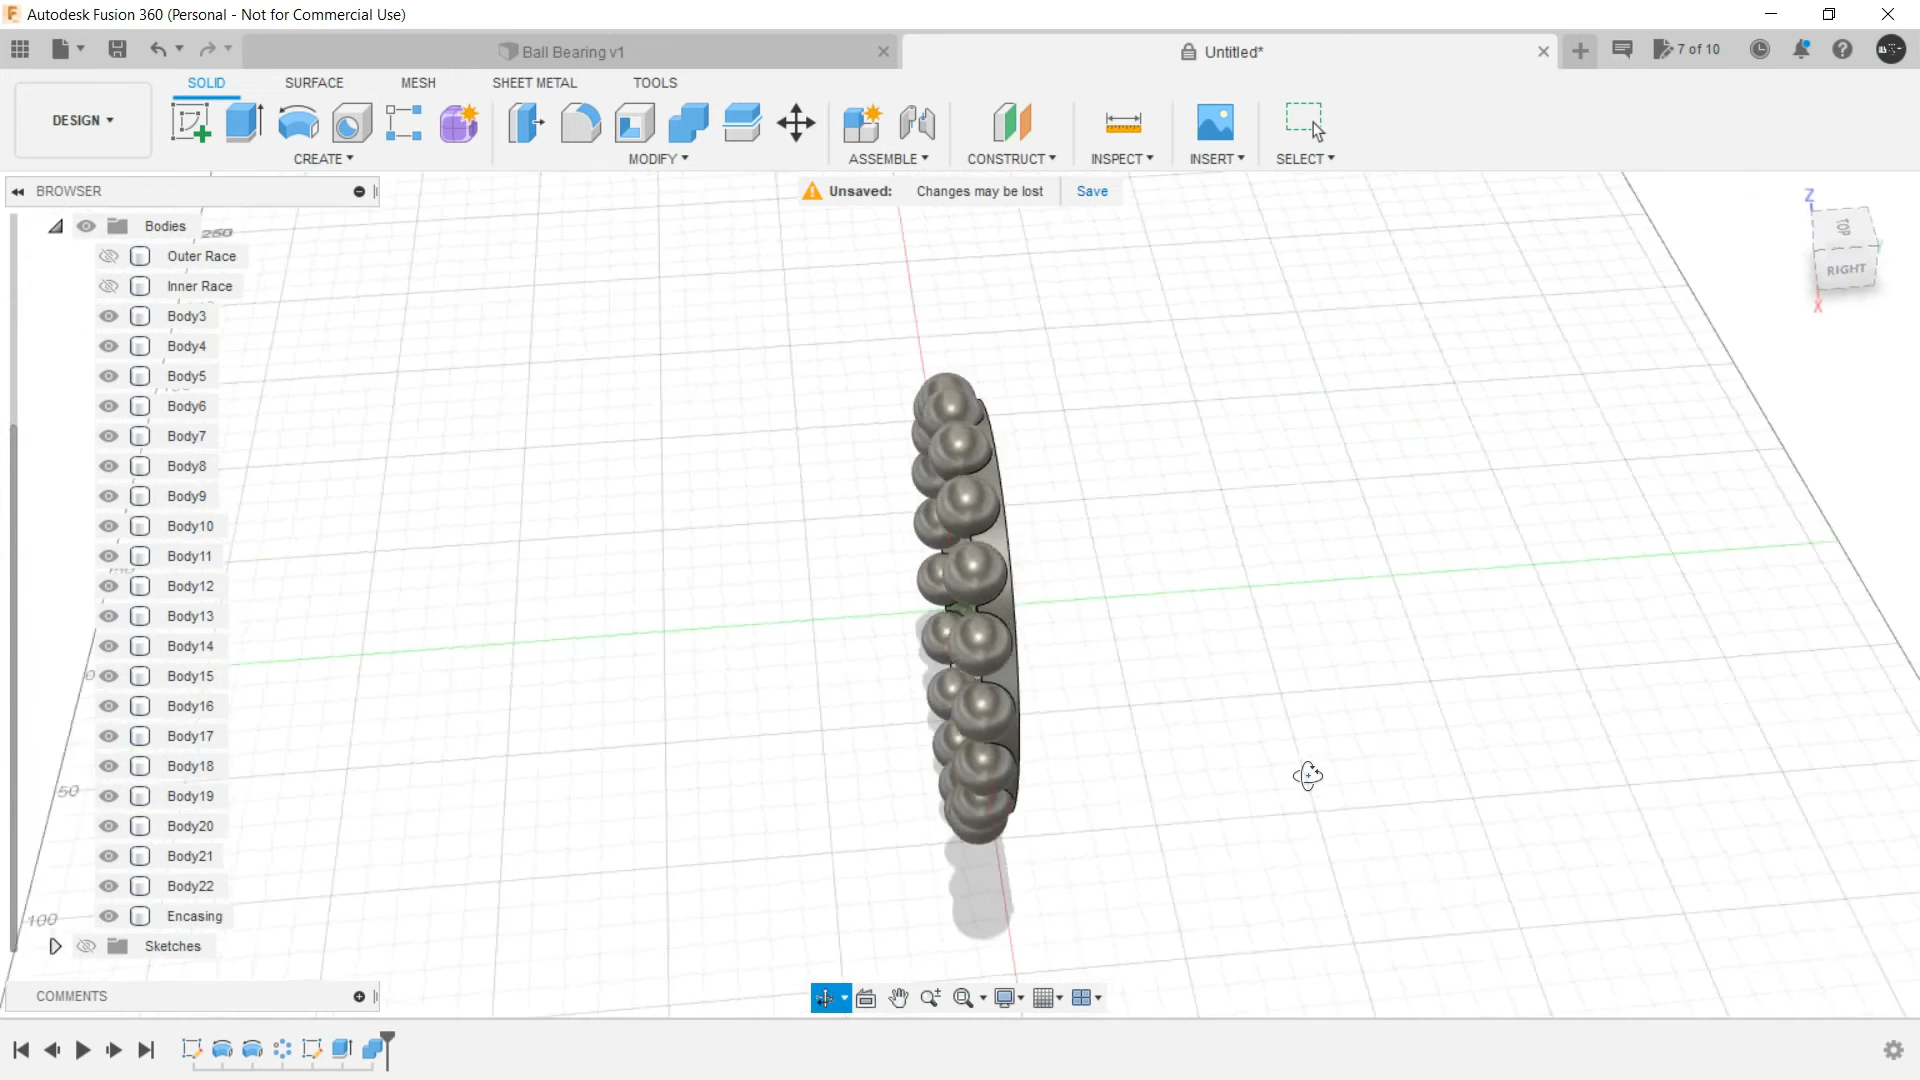 Autodesk Fusion 360 (Personal - Not for Commercial Use)
Ball Bearing v1
Untitled*
7 of 10
SOLID
SURFACE
MESH
SHEET METAL
TOOLS
DESIGN
CREATE
MODIFY
ASSEMBLE
CONSTRUCT
INSPECT
INSERT
SELECT
BROWSER
Unsaved: Changes may be lost Save
Z
TOP
RIGHT
X
Bodies
250
Outer Race
Inner Race
Body3
Body4
Body5
Body6
Body7
Body8
Body9
Body10
Body11
Body12
Body13
Body14
Body15
0
Body16
Body17
Body18
50
Body19
Body20
Body21
Body22
Encasing
100
Sketches
COMMENTS